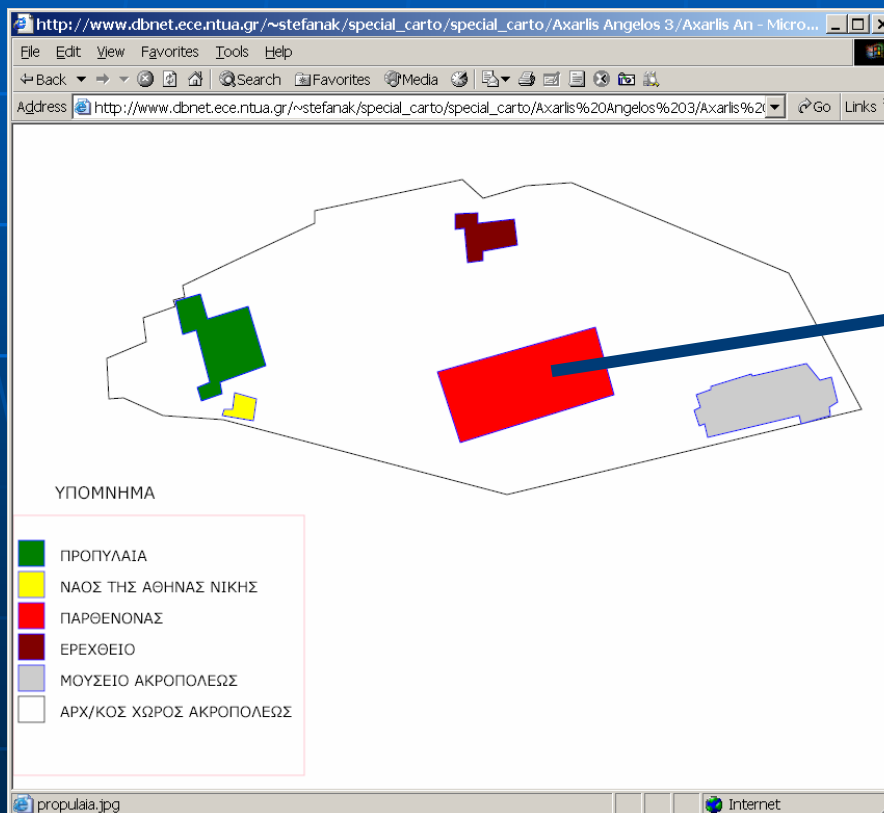 http://www.dbnet.ece.ntua.gr/~stefanak/special_carto/special_carto/Axarlis Angelos 3/Axarlis An - Micro...
File Edit View Favorites Tools Help
Back Search Favorites Media
Address http://www.dbnet.ece.ntua.gr/~stefanak/special_carto/special_carto/Axarlis%20Angelos%203/Axarlis%2 Go Links
ΥΠΟΜΝΗΜΑ
ΠΡΟΠΥΛΑΙΑ
ΝΑΟΣ ΤΗΣ ΑΘΗΝΑΣ ΝΙΚΗΣ
ΠΑΡΘΕΝΟΝΑΣ
ΕΡΕΧΘΕΙΟ
ΜΟΥΣΕΙΟ ΑΚΡΟΠΟΛΕΩΣ
ΑΡΧ/ΚΟΣ ΧΩΡΟΣ ΑΚΡΟΠΟΛΕΩΣ
propulaia.jpg Internet